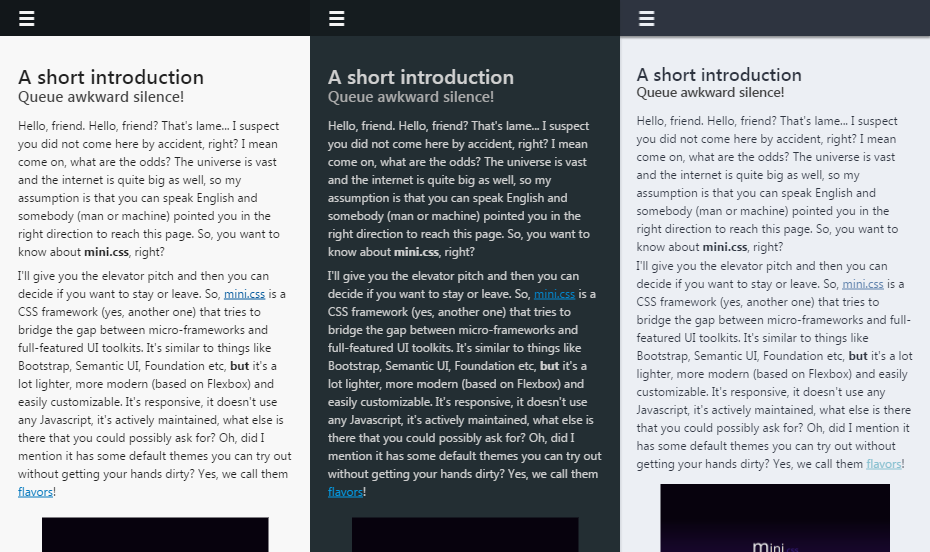 A short introduction
Queue awkward silence!
Hello, friend. Hello, friend? That's lame... I suspect
you did not come here by accident, right? I mean
come on, what are the odds? The universe is vast
and the internet is quite big as well, so my
assumption is that you can speak English and
somebody (man or machine) pointed you in the
right direction to reach this page. So, you want to
know about mini.css, right?
I'll give you the elevator pitch and then you can
decide if you want to stay or leave. So, mini.css is a
CSS framework (yes, another one) that tries to
bridge the gap between micro-frameworks and
full-featured UI toolkits. It's similar to things like
Bootstrap, Semantic UI, Foundation etc, but it's a
lot lighter, more modern (based on Flexbox) and
easily customizable. It's responsive, it doesn't use
any Javascript, it's actively maintained, what else is
there that you could possibly ask for? Oh, did I
mention it has some default themes you can try out
without getting your hands dirty? Yes, we call them
flavors!
A short introduction
Queue awkward silence!
Hello, friend. Hello, friend? That's lame... I suspect
you did not come here by accident, right? I mean
come on, what are the odds? The universe is vast
and the internet is quite big as well, so my
assumption is that you can speak English and
somebody (man or machine) pointed you in the
right direction to reach this page. So, you want to
know about mini.css, right?
I'll give you the elevator pitch and then you can
decide if you want to stay or leave. So, mini.css is a
CSS framework (yes, another one) that tries to
bridge the gap between micro-frameworks and
full-featured UI toolkits. It's similar to things like
Bootstrap, Semantic UI, Foundation etc, but it's a
lot lighter, more modern (based on Flexbox) and
easily customizable. It's responsive, it doesn't use
any Javascript, it's actively maintained, what else is
there that you could possibly ask for? Oh, did I
mention it has some default themes you can try out
without getting your hands dirty? Yes, we call them
flavors!
A short introduction
Queue awkward silence!
Hello, friend. Hello, friend? That's lame... I suspect
you did not come here by accident, right? I mean
come on, what are the odds? The universe is vast
and the internet is quite big as well, so my
assumption is that you can speak English and
somebody (man or machine) pointed you in the
right direction to reach this page. So, you want to
know about mini.css, right?
I'll give you the elevator pitch and then you can
decide if you want to stay or leave. So, mini.css is a
CSS framework (yes, another one) that tries to
bridge the gap between micro-frameworks and full-
featured UI toolkits. It's similar to things like
Bootstrap, Semantic UI, Foundation etc, but it's a lot
lighter, more modern (based on Flexbox) and easily
customizable. It's responsive, it doesn't use any
Javascript, it's actively maintained, what else is there
that you could possibly ask for? Oh, did I mention it
has some default themes you can try out without
getting your hands dirty? Yes, we call them flavors!
mini